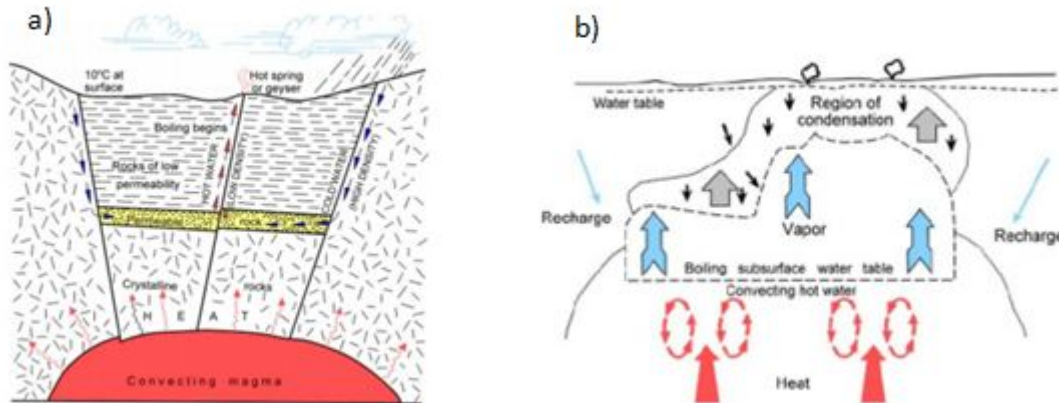 a)
10°C at
surface
Hot spring
or geyser
Boiling begins
Rocks of low
permeability
HOT WATER
(LOW DENSITY)
COLD WATER
(HIGH DENSITY)
rock
Crystalline rocks
H E A T
Convecting magma
b)
Water table
Region of
condensation
Recharge
Vapor
Recharge
Boiling subsurface water table
Convecting hot water
Heat